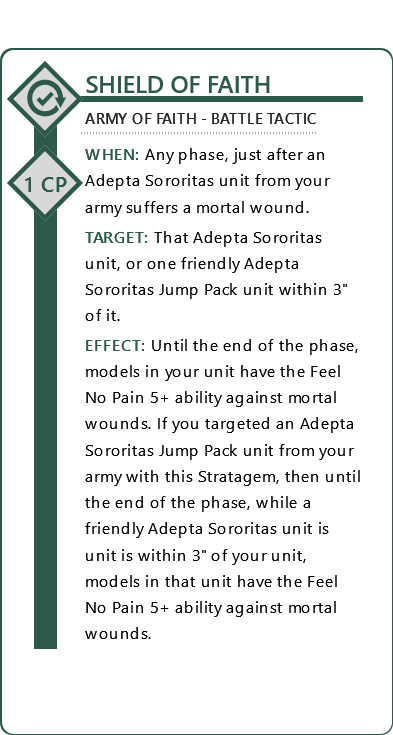 SHIELD OF FAITH
ARMY OF FAITH - BATTLE TACTIC
1 CP
WHEN: Any phase, just after an
Adepta Sororitas unit from your
army suffers a mortal wound.
TARGET: That Adepta Sororitas
unit, or one friendly Adepta
Sororitas Jump Pack unit within 3"
of it.
EFFECT: Until the end of the phase,
models in your unit have the Feel
No Pain 5+ ability against mortal
wounds. If you targeted an Adepta
Sororitas Jump Pack unit from your
army with this Stratagem, then until
the end of the phase, while a
friendly Adepta Sororitas unit is
unit is within 3" of your unit,
models in that unit have the Feel
No Pain 5+ ability against mortal
wounds.